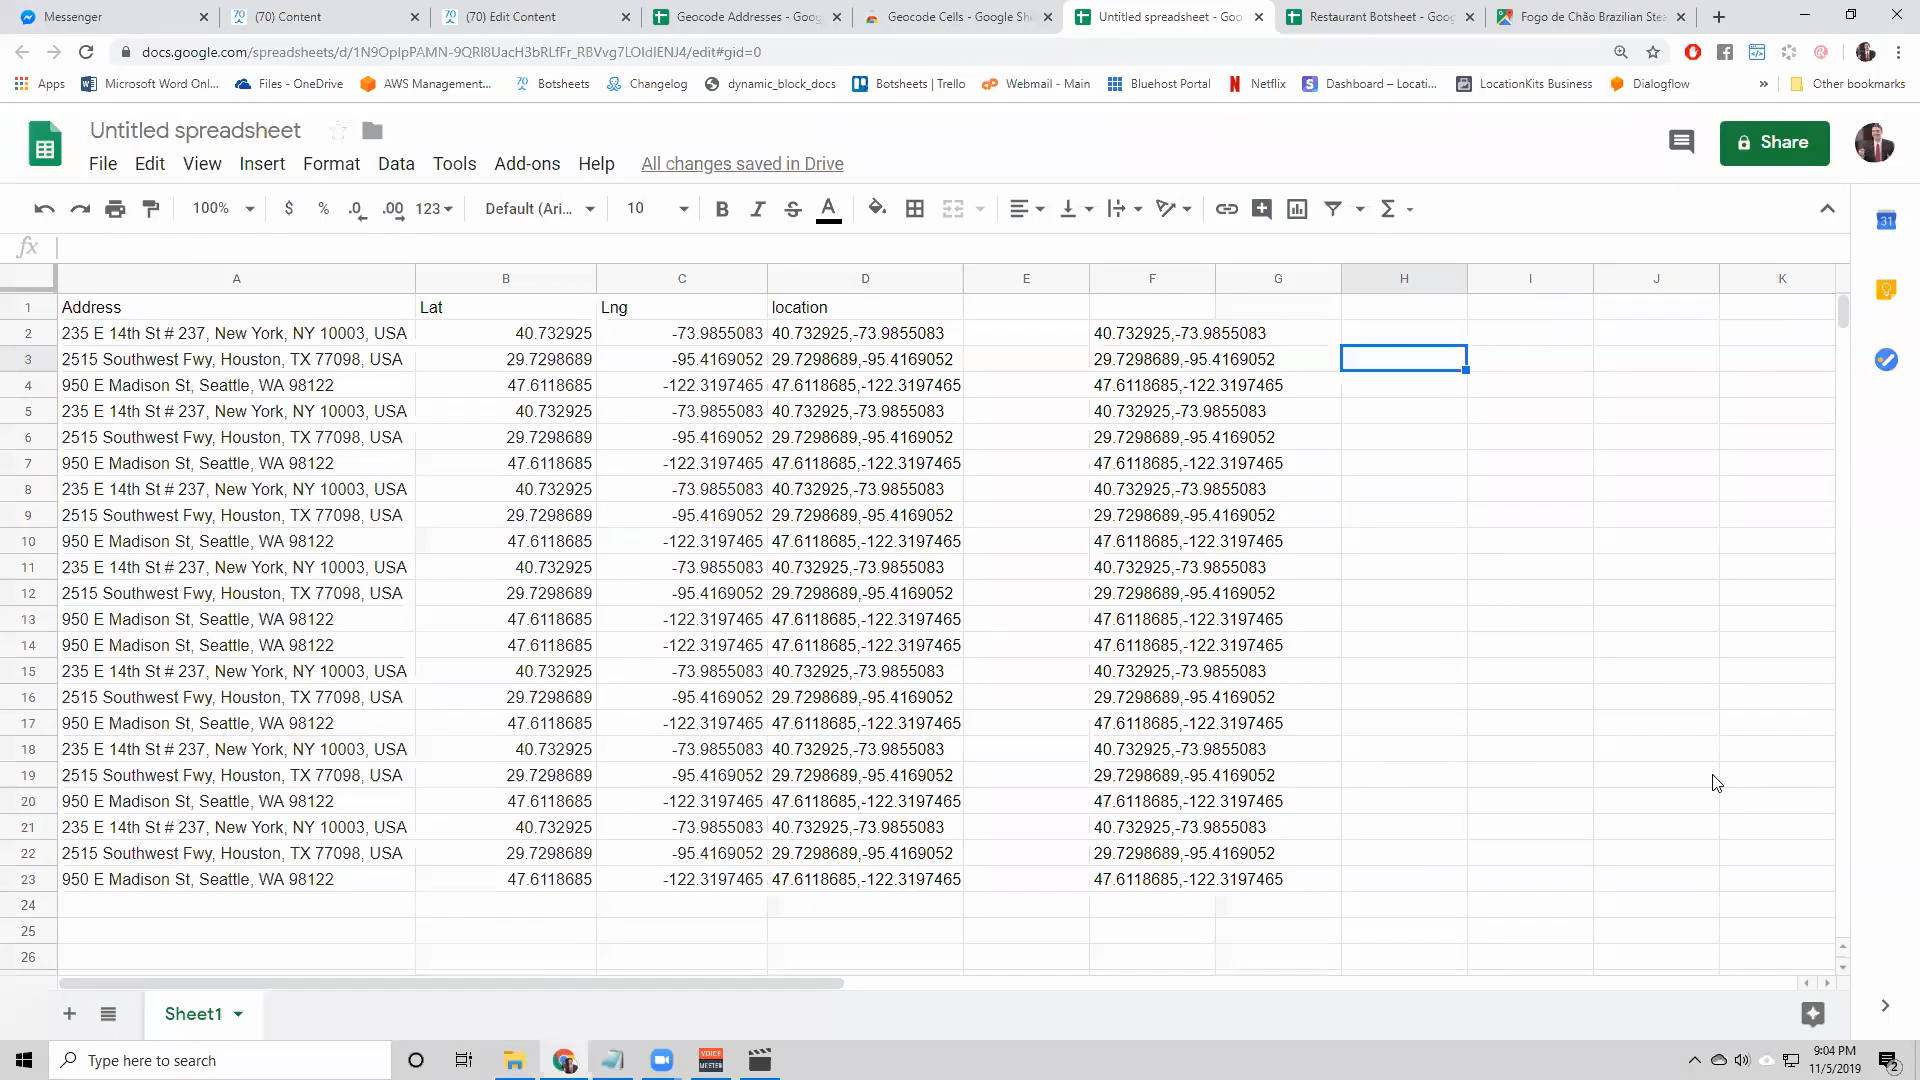 Messenger
(70) Content
(70) Edit Content
Geocode Addresses - Goog
Geocode Cells - Google She
Untitled spreadsheet - Goo
Restaurant Botsheet - Goog
Fogo de Chão Brazilian Stea
docs.google.com/spreadsheets/d/1N9OplpPAMN-9QRl8UacH3bRLfFr_RBVvg7LOldlENJ4/edit#gid=0
Apps
Microsoft Word Onl...
Files - OneDrive
AWS Management...
Botsheets
Changelog
dynamic_block_docs
Botsheets | Trello
Webmail - Main
Bluehost Portal
Netflix
Dashboard – Locati...
LocationKits Business
Dialogflow
»
Other bookmarks
Untitled spreadsheet
File Edit View Insert Format Data Tools Add-ons Help All changes saved in Drive
Share
100% $ % .0 .00 123 Default (Ari... 10 B I S A Σ
31
fx
A B C D E F G H I J K
1 Address Lat Lng location
2 235 E 14th St # 237, New York, NY 10003, USA 40.732925 -73.9855083 40.732925,-73.9855083 40.732925,-73.9855083
3 2515 Southwest Fwy, Houston, TX 77098, USA 29.7298689 -95.4169052 29.7298689,-95.4169052 29.7298689,-95.4169052
4 950 E Madison St, Seattle, WA 98122 47.6118685 -122.3197465 47.6118685,-122.3197465 47.6118685,-122.3197465
5 235 E 14th St # 237, New York, NY 10003, USA 40.732925 -73.9855083 40.732925,-73.9855083 40.732925,-73.9855083
6 2515 Southwest Fwy, Houston, TX 77098, USA 29.7298689 -95.4169052 29.7298689,-95.4169052 29.7298689,-95.4169052
7 950 E Madison St, Seattle, WA 98122 47.6118685 -122.3197465 47.6118685,-122.3197465 47.6118685,-122.3197465
8 235 E 14th St # 237, New York, NY 10003, USA 40.732925 -73.9855083 40.732925,-73.9855083 40.732925,-73.9855083
9 2515 Southwest Fwy, Houston, TX 77098, USA 29.7298689 -95.4169052 29.7298689,-95.4169052 29.7298689,-95.4169052
10 950 E Madison St, Seattle, WA 98122 47.6118685 -122.3197465 47.6118685,-122.3197465 47.6118685,-122.3197465
11 235 E 14th St # 237, New York, NY 10003, USA 40.732925 -73.9855083 40.732925,-73.9855083 40.732925,-73.9855083
12 2515 Southwest Fwy, Houston, TX 77098, USA 29.7298689 -95.4169052 29.7298689,-95.4169052 29.7298689,-95.4169052
13 950 E Madison St, Seattle, WA 98122 47.6118685 -122.3197465 47.6118685,-122.3197465 47.6118685,-122.3197465
14 950 E Madison St, Seattle, WA 98122 47.6118685 -122.3197465 47.6118685,-122.3197465 47.6118685,-122.3197465
15 235 E 14th St # 237, New York, NY 10003, USA 40.732925 -73.9855083 40.732925,-73.9855083 40.732925,-73.9855083
16 2515 Southwest Fwy, Houston, TX 77098, USA 29.7298689 -95.4169052 29.7298689,-95.4169052 29.7298689,-95.4169052
17 950 E Madison St, Seattle, WA 98122 47.6118685 -122.3197465 47.6118685,-122.3197465 47.6118685,-122.3197465
18 235 E 14th St # 237, New York, NY 10003, USA 40.732925 -73.9855083 40.732925,-73.9855083 40.732925,-73.9855083
19 2515 Southwest Fwy, Houston, TX 77098, USA 29.7298689 -95.4169052 29.7298689,-95.4169052 29.7298689,-95.4169052
20 950 E Madison St, Seattle, WA 98122 47.6118685 -122.3197465 47.6118685,-122.3197465 47.6118685,-122.3197465
21 235 E 14th St # 237, New York, NY 10003, USA 40.732925 -73.9855083 40.732925,-73.9855083 40.732925,-73.9855083
22 2515 Southwest Fwy, Houston, TX 77098, USA 29.7298689 -95.4169052 29.7298689,-95.4169052 29.7298689,-95.4169052
23 950 E Madison St, Seattle, WA 98122 47.6118685 -122.3197465 47.6118685,-122.3197465 47.6118685,-122.3197465
24
25
26
Sheet1
Type here to search
VOICE MEETER
9:04 PM
11/5/2019
2